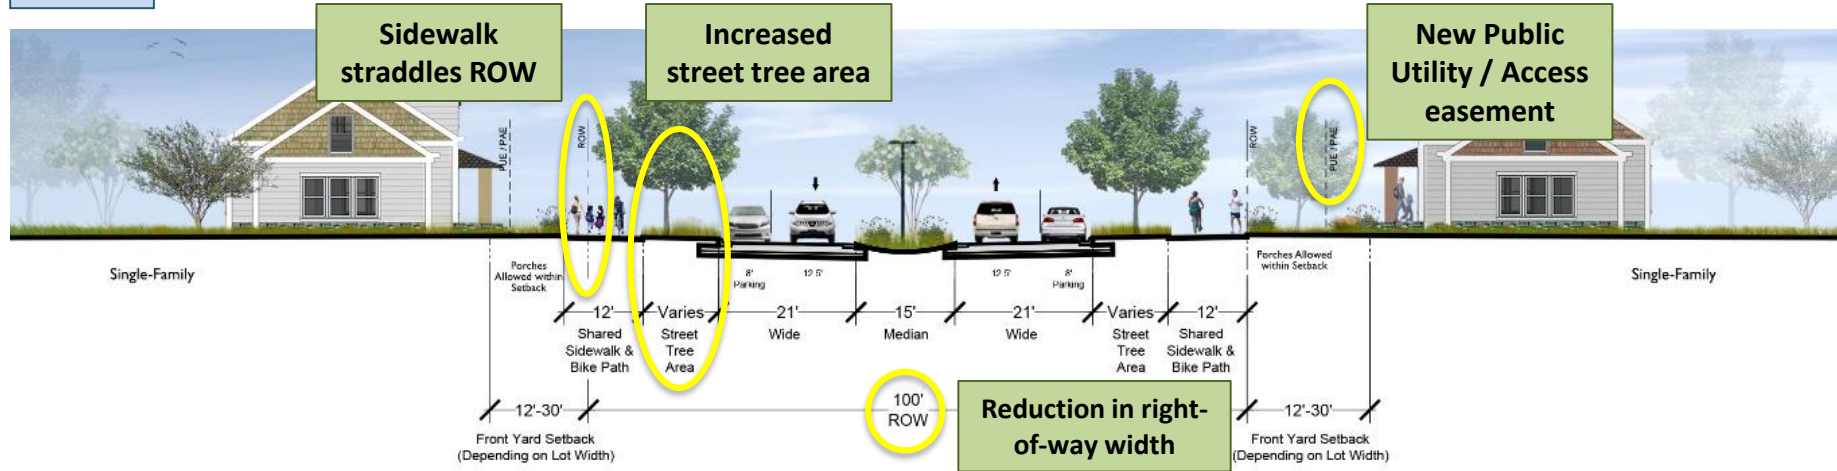 Sidewalk
straddles ROW
Increased
street tree area
New Public
Utility / Access
easement
PUE / PAE
ROW
ROW
PUE / PAE
Single-Family
Porches
Allowed within
Setback
8'
Parking
12.5'
12.5'
8'
Parking
Porches Allowed
within Setback
Single-Family
12'
Shared
Sidewalk &
Bike Path
Varies
Street
Tree
Area
21'
Wide
15'
Median
21'
Wide
Varies
Street
Tree
Area
12'
Shared
Sidewalk &
Bike Path
12'-30'
Front Yard Setback
(Depending on Lot Width)
100'
ROW
Reduction in right-
of-way width
12'-30'
Front Yard Setback
(Depending on Lot Width)